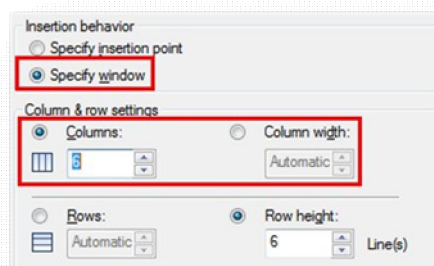 Insertion behavior
Specify insertion point
Specify window
Column & row settings
Columns: Column width:
6 Automatic
Rows: Row height:
Automatic 6 Line(s)